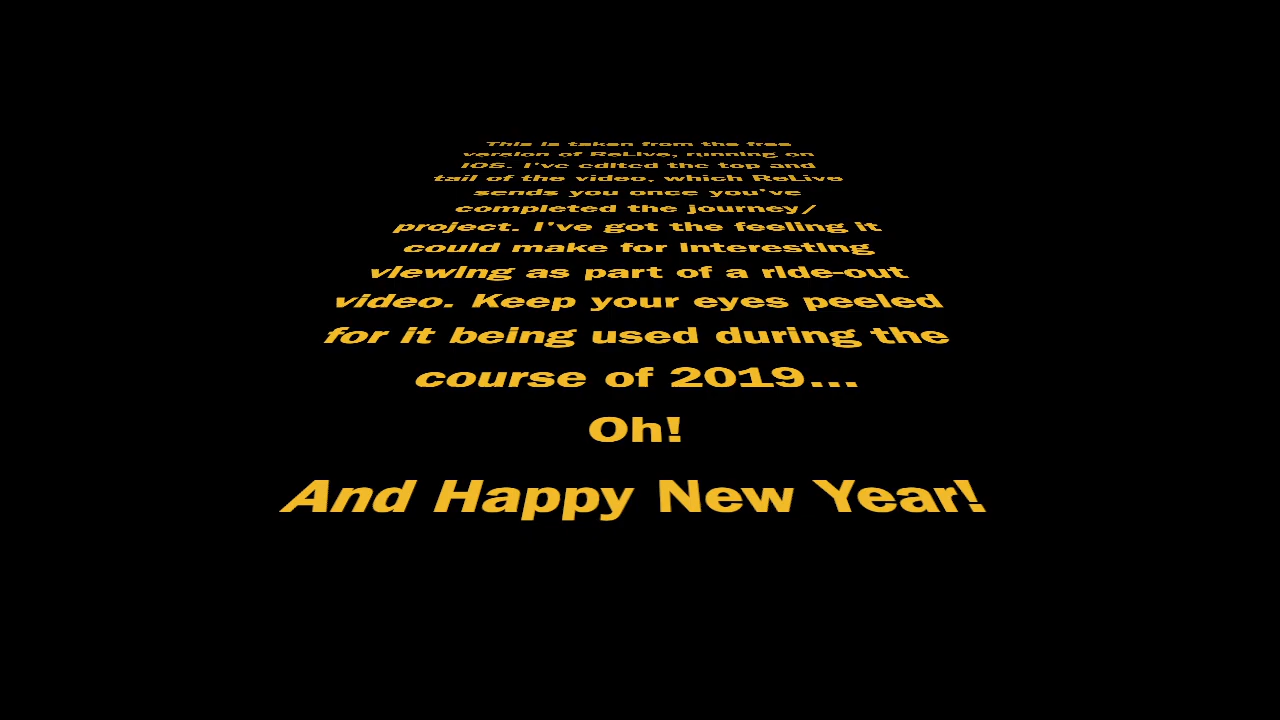 This is taken from the free
version of ReLive, running on
iOS. I've edited the top and
tail of the video, which ReLive
sends you once you've
completed the journey/
project. I've got the feeling it
could make for interesting
viewing as part of a ride-out
video. Keep your eyes peeled
for it being used during the
course of 2019...
Oh!
And Happy New Year!